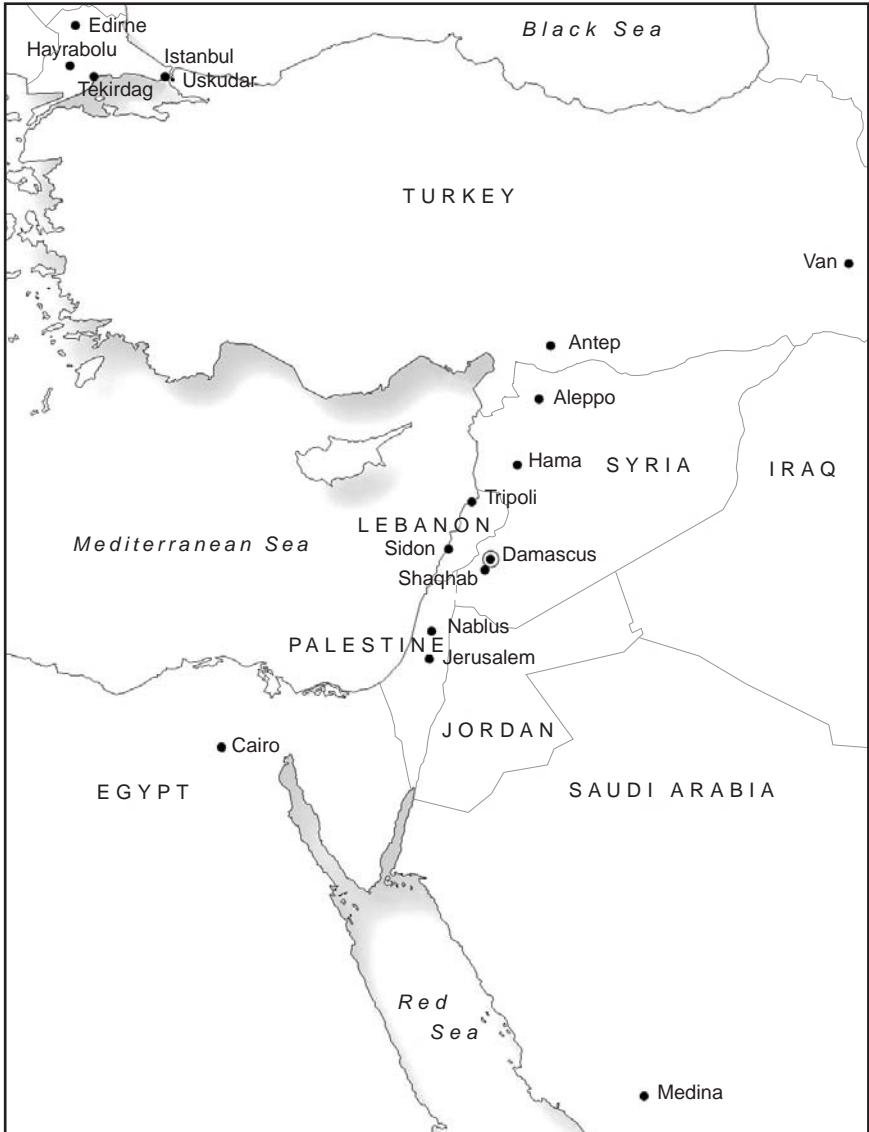 Black Sea
Edirne
Hayrabolu
Istanbul
Tekirdag
Uskudar
TURKEY
Van
Antep
Aleppo
Hama
SYRIA
IRAQ
Tripoli
LEBANON
Mediterranean Sea
Sidon
Damascus
Shaqhab
Nablus
PALESTINE
Jerusalem
JORDAN
Cairo
EGYPT
SAUDI ARABIA
Red
Sea
Medina